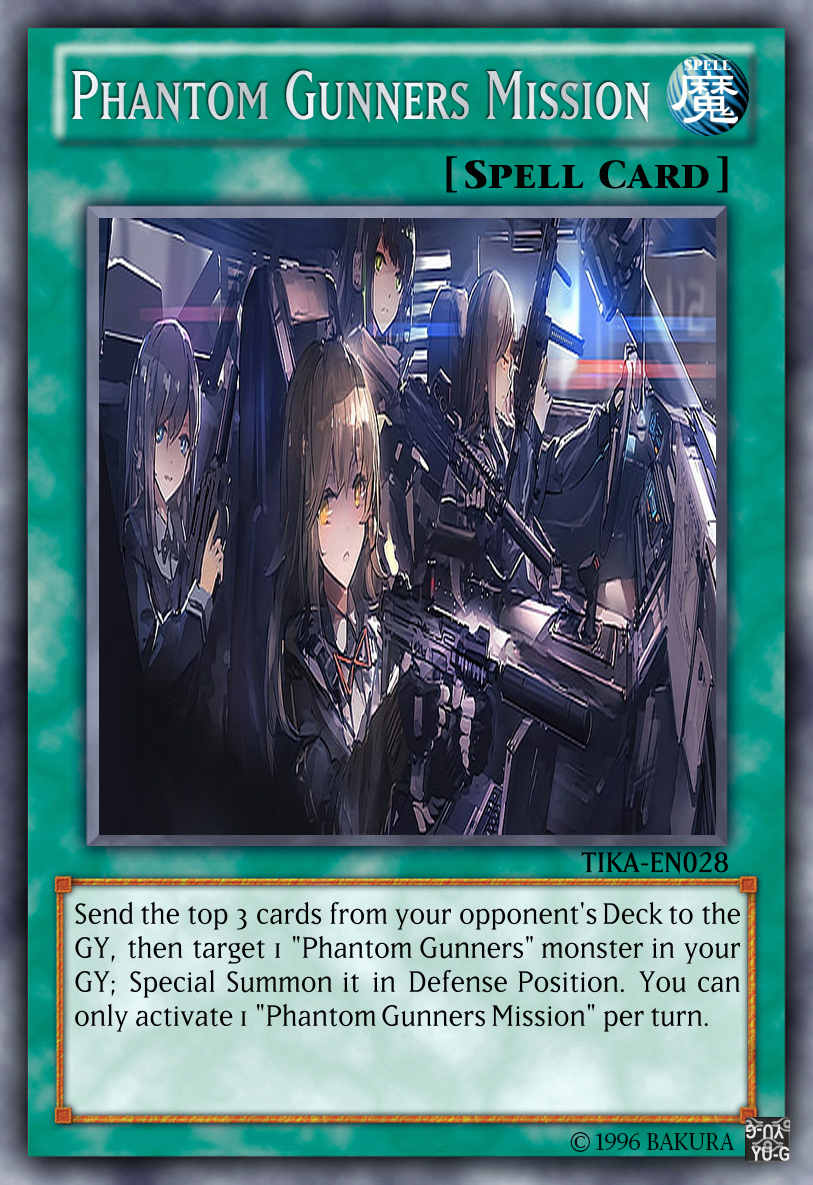 Phantom Gunners Mission
SPELL
魔
[Spell Card]
TIKA-EN028
Send the top 3 cards from your opponent's Deck to the
GY, then target 1 "Phantom Gunners" monster in your
GY; Special Summon it in Defense Position. You can
only activate 1 "Phantom Gunners Mission" per turn.
© 1996 BAKURA
YU-G
YU-G